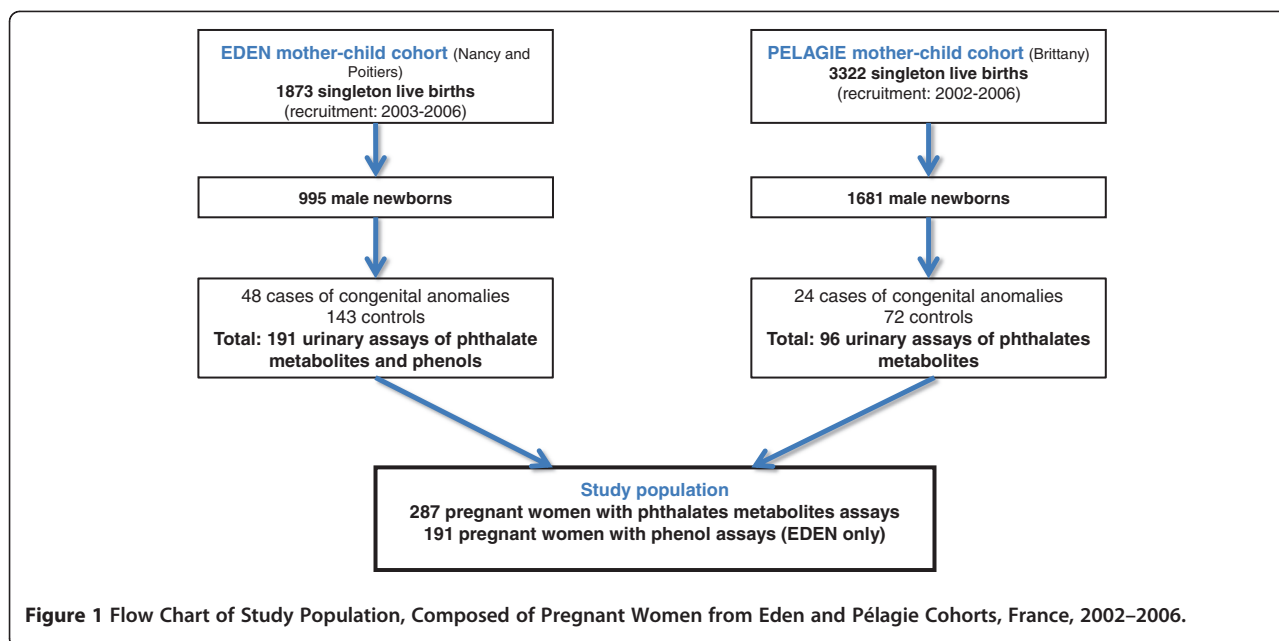 EDEN mother-child cohort (Nancy and
Poitiers)
1873 singleton live births
(recruitment: 2003-2006)
PELAGIE mother-child cohort (Brittany)
3322 singleton live births
(recruitment: 2002-2006)
995 male newborns
1681 male newborns
48 cases of congenital anomalies
143 controls
Total: 191 urinary assays of phthalate
metabolites and phenols
24 cases of congenital anomalies
72 controls
Total: 96 urinary assays of phthalates
metabolites
Study population
287 pregnant women with phthalates metabolites assays
191 pregnant women with phenol assays (EDEN only)
Figure 1 Flow Chart of Study Population, Composed of Pregnant Women from Eden and Pélagie Cohorts, France, 2002–2006.